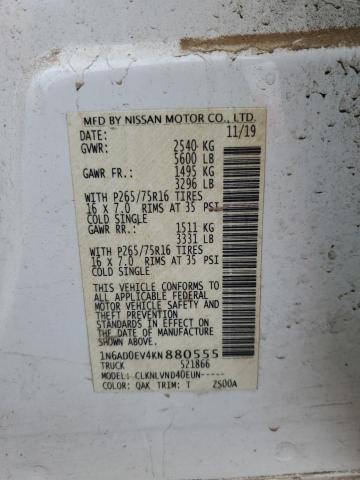 MFD BY NISSAN MOTOR CO., LTD.
DATE: 11/19
GVWR: 2540 KG
5600 LB
GAWR FR.: 1495 KG
3296 LB
WITH P265/75R16 TIRES
16 X 7.0 RIMS AT 35 PSI
COLD SINGLE
GAWR RR.: 1511 KG
3331 LB
WITH P265/75R16 TIRES
16 X 7.0 RIMS AT 35 PSI
COLD SINGLE
THIS VEHICLE CONFORMS TO ALL
APPLICABLE FEDERAL
MOTOR VEHICLE SAFETY AND
THEFT PREVENTION
STANDARDS IN EFFECT ON
THE DATE OF MANUFACTURE
SHOWN ABOVE.
1N6AD0EV4KN880555
TRUCK S21866
MODEL: CLKNLVND40EUN-----
COLOR: QAK TRIM: T ZS00A